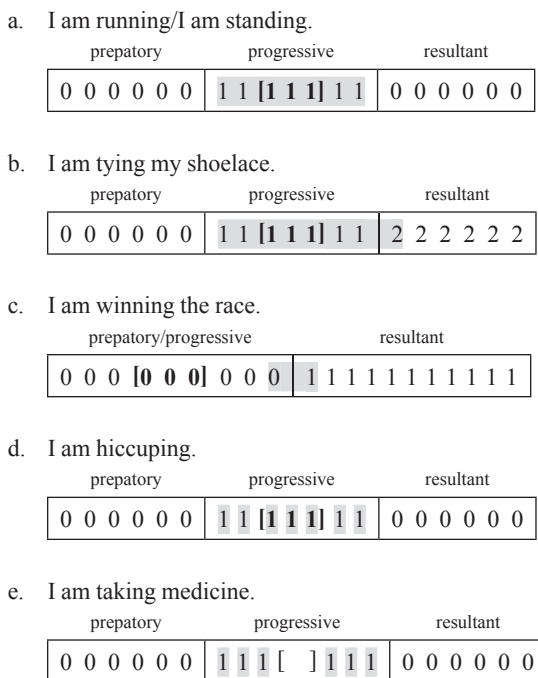 a. I am running/I am standing.
prepatory progressive resultant
0 0 0 0 0 0 1 1 [1 1 1] 1 1 0 0 0 0 0 0
b. I am tying my shoelace.
prepatory progressive resultant
0 0 0 0 0 0 1 1 [1 1 1] 1 1 2 2 2 2 2 2
c. I am winning the race.
prepatory/progressive resultant
0 0 0 [0 0 0] 0 0 0 1 1 1 1 1 1 1 1 1 1
d. I am hiccuping.
prepatory progressive resultant
0 0 0 0 0 0 1 1 [1 1 1] 1 1 0 0 0 0 0 0
e. I am taking medicine.
prepatory progressive resultant
0 0 0 0 0 0 1 1 1 [ ] 1 1 1 0 0 0 0 0 0